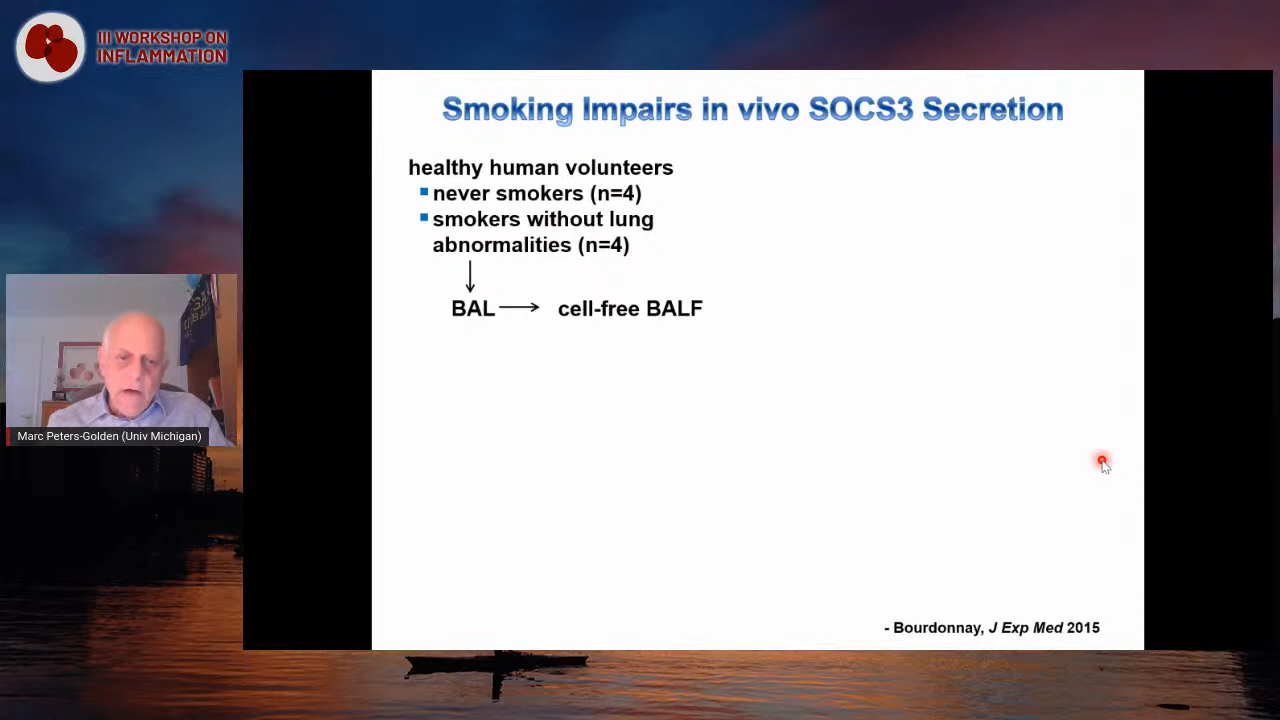 III WORKSHOP ON
INFLAMMATION
Smoking Impairs in vivo SOCS3 Secretion
healthy human volunteers
never smokers (n=4)
smokers without lung
abnormalities (n=4)
BAL
cell-free BALF
Marc Peters-Golden (Univ Michigan)
- Bourdonnay, J Exp Med 2015